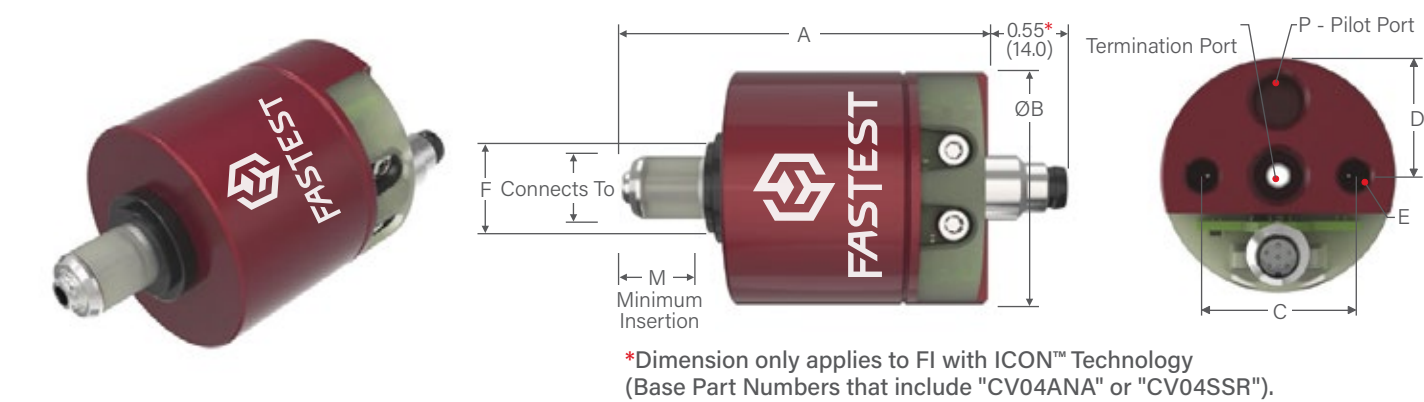 FASTEST
A
0.55*
(14.0)
ØB
F
Connects To
M
Minimum
Insertion
FASTEST
Termination Port
P - Pilot Port
D
E
C
*Dimension only applies to FI with ICON™ Technology
(Base Part Numbers that include "CV04ANA" or "CV04SSR").